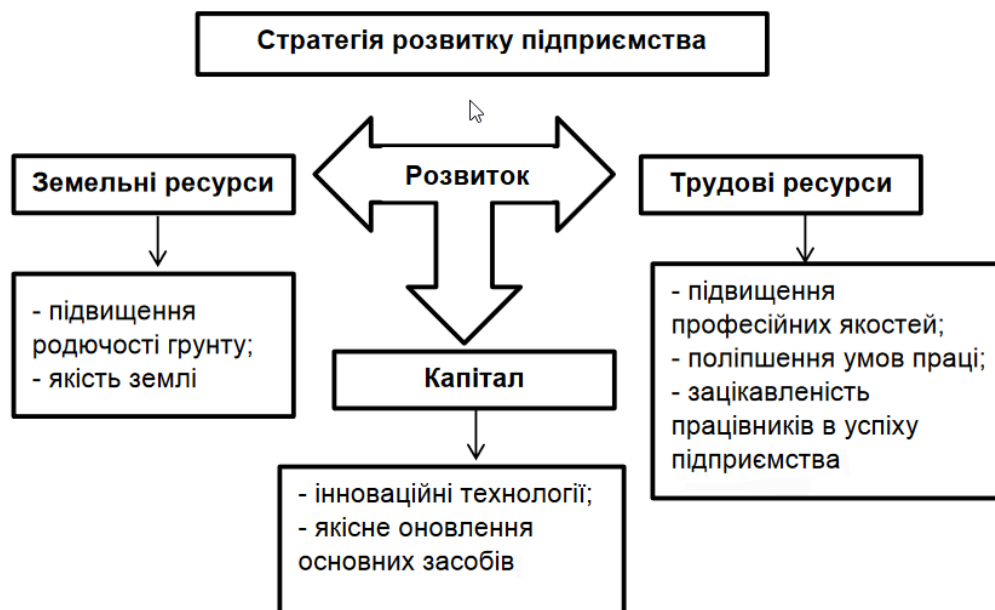 Стратегія розвитку підприємства
Земельні ресурси
Розвиток
Трудові ресурси
- підвищення
родючості грунту;
- якість землі
Капітал
- інноваційні технології;
- якісне оновлення
основних засобів
- підвищення
професійних якостей;
- поліпшення умов праці;
- зацікавленість
працівників в успіху
підприємства